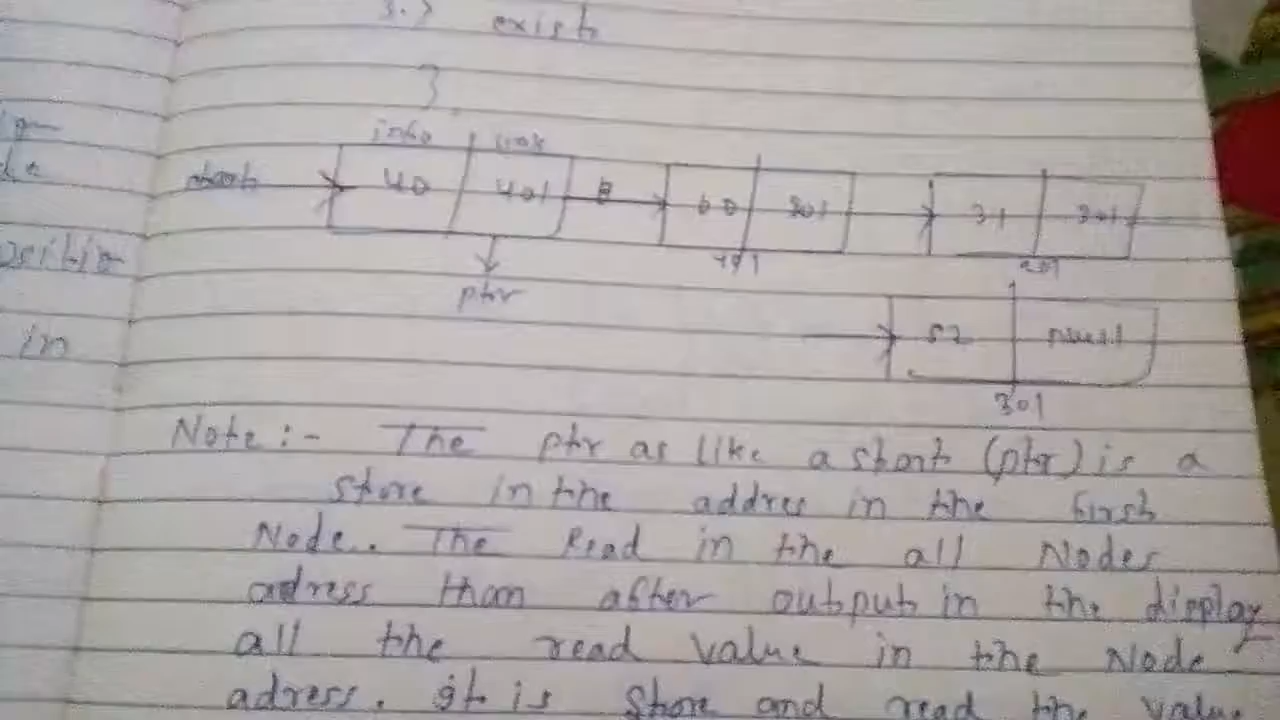 3.)
exist
}
info link
start 40 401 60 201 31 301
401 201
ptr
52 Null
301
in
Note :- The ptr as like a start (ptr) is a
store in the addres in the first
Node. The Read in the all Nodes
adress than after output in the display
all the read value in the Node
adress. It is store and read the value